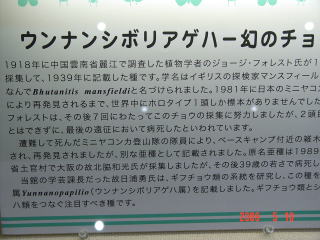 ウンナンシボリアゲハー幻のチョ
1918年に中国雲南省麗江で調査した植物学者のジョージ・フォレスト氏が1
採集して、1939年に記載した種です。学名はイギリスの探検家マンスフィール
なんでBhutanitis mansfieldiと名づけられました。1981年に日本のミニヤコン
により再発見されるまで、世界中にホロタイプ1頭しか標本がありませんでした
フォレストは、その後7回にわたってこのチョウの採集も努力しましたが、2頭目
とはできずに、最後の遠征において病死したといわれています。
遭難して死んだミニヤコンカ登山隊の隊員により、ベースキャンプ付近の雑木
され、再発見されましたが、別な亜種として記載されました。原名亜種は1989
省土官村で大阪の故北脇和光氏が採集しましたが、その後39歳の若さで病死し
当館の学芸課長だった故日浦勇氏は、ギフチョウ類の系統を研究し、この種を
属Yunnanopapilio(ウンナンシボリアゲハ属)を記載しました。ギフチョウ類とシ
ハ類をつなぐ注目すべき種です。